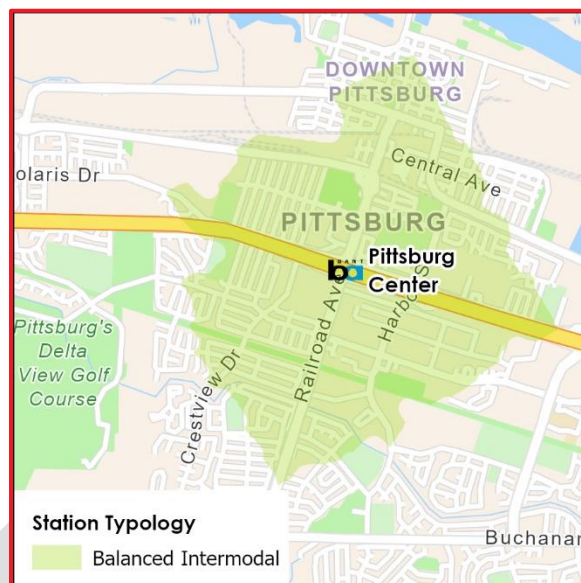 DOWNTOWN
PITTSBURG
olaris Dr
Central Ave
PITTSBURG
BART
ba
Pittsburg
Center
Railroad Ave
Harbor S
Pittsburg's
Delta
View Golf
Course
Crestview Dr
Station Typology
Balanced Intermodal
Buchanan